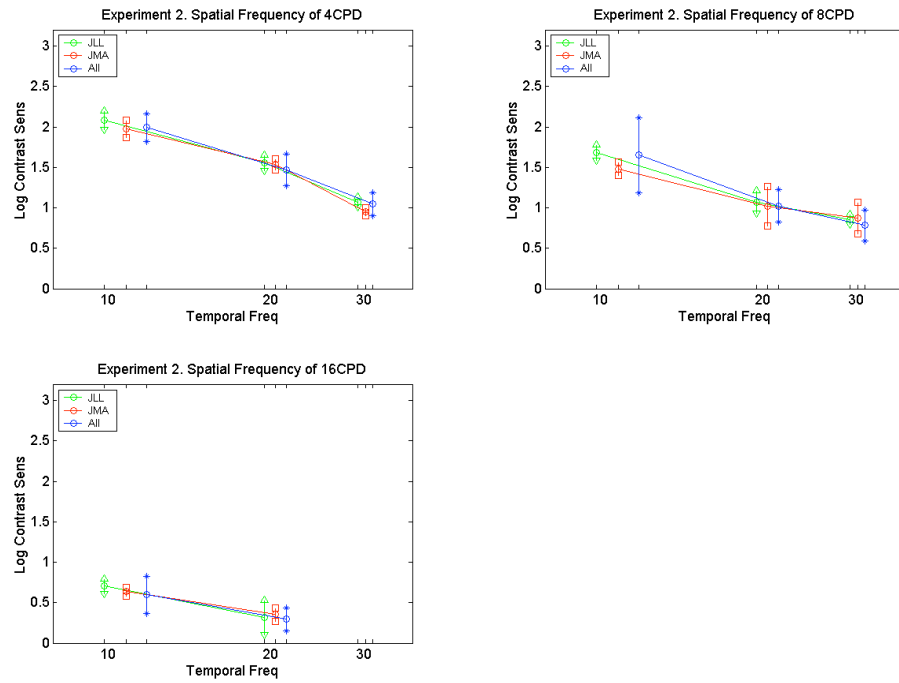 Experiment 2. Spatial Frequency of 4CPD
JLL
JMA
All
Log Contrast Sens
3
2.5
2
1.5
1
0.5
0
10
20
30
Temporal Freq
Experiment 2. Spatial Frequency of 8CPD
JLL
JMA
All
Log Contrast Sens
3
2.5
2
1.5
1
0.5
0
10
20
30
Temporal Freq
Experiment 2. Spatial Frequency of 16CPD
JLL
JMA
All
Log Contrast Sens
3
2.5
2
1.5
1
0.5
0
10
20
30
Temporal Freq